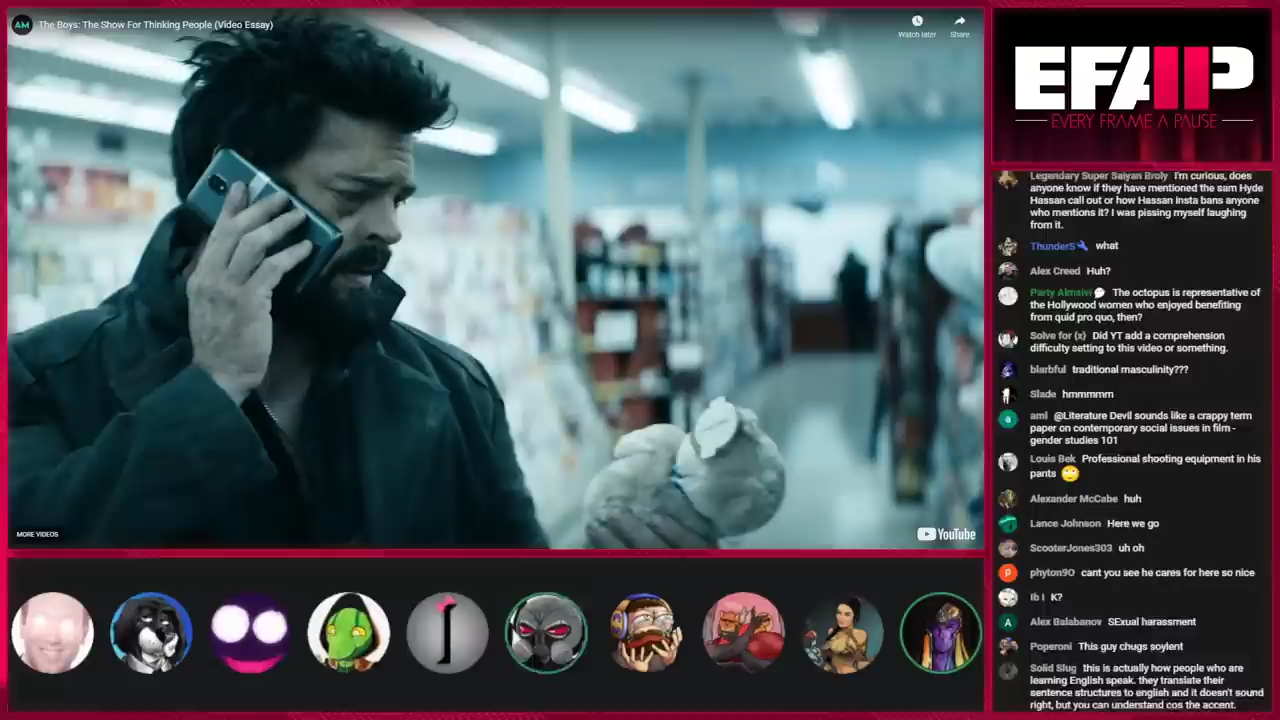 AM The Boys: The Show For Thinking People (Video Essay)
Watch later
Share
MORE VIDEOS
YouTube
EFAP
EVERY FRAME A PAUSE
Legendary Super Saiyan Broly I'm curious, does
anyone know if they have mentioned the sam Hyde
Hassan call out or how Hassan insta bans anyone
who mentions it? I was pissing myself laughing
from it.
ThunderS what
Alex Creed Huh?
Party Almsivi The octopus is representative of
the Hollywood women who enjoyed benefiting
from quid pro quo, then?
Solve for (x) Did YT add a comprehension
difficulty setting to this video or something.
blarbful traditional masculinity???
Slade hmmmmm
a
aml @Literature Devil sounds like a crappy term
paper on contemporary social issues in film -
gender studies 101
Louis Bek Professional shooting equipment in his
pants
Alexander McCabe huh
Lance Johnson Here we go
ScooterJones303 uh oh
P
phyton90 cant you see he cares for here so nice
Ib I K?
A
Alex Balabanov SExual harassment
Poperoni This guy chugs soylent
Solid Slug this is actually how people who are
learning English speak. they translate their
sentence structures to english and it doesn't sound
right, but you can understand cos the accent.